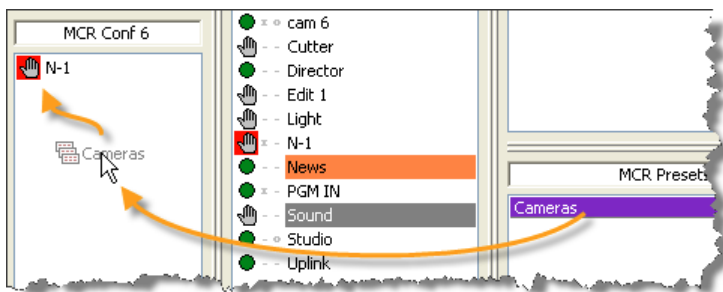 MCR Conf 6
N-1
Cameras
x o cam 6
- - Cutter
- - Director
- - Edit 1
- - Light
x - N-1
- - News
x - PGM IN
- - Sound
- o Studio
- - Uplink
MCR Presets
Cameras